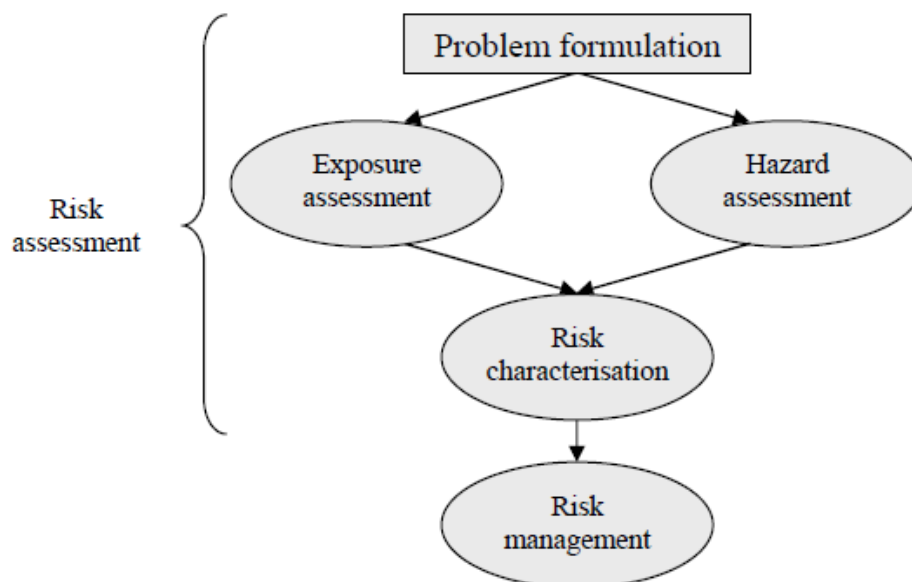 Problem formulation
Exposure
assessment
Hazard
assessment
Risk
assessment
Risk
characterisation
Risk
management